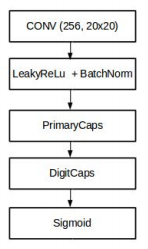 CONV (256, 20x20)
LeakyReLu + BatchNorm
PrimaryCaps
DigitCaps
Sigmoid